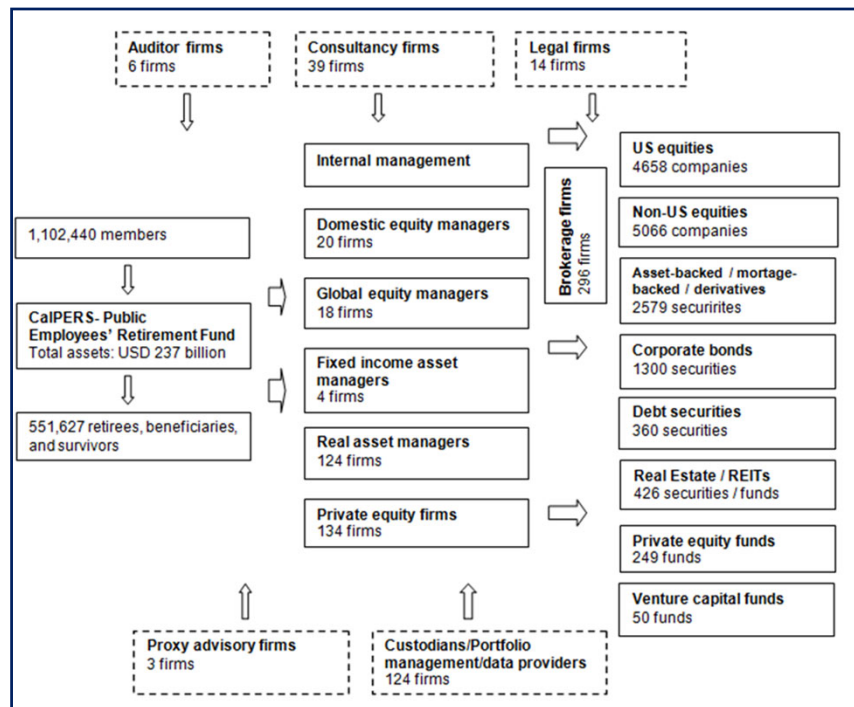 Auditor firms
6 firms
Consultancy firms
39 firms
Legal firms
14 firms
Internal management
Domestic equity managers
20 firms
Global equity managers
18 firms
Fixed income asset
managers
4 firms
Real asset managers
124 firms
Private equity firms
134 firms
1,102,440 members
CalPERS- Public
Employees' Retirement Fund
Total assets: USD 237 billion
551,627 retirees, beneficiaries,
and survivors
Brokerage firms
296 firms
US equities
4658 companies
Non-US equities
5066 companies
Asset-backed / mortage-
backed / derivatives
2579 securirites
Corporate bonds
1300 securities
Debt securities
360 securities
Real Estate / REITs
426 securities / funds
Private equity funds
249 funds
Venture capital funds
50 funds
Proxy advisory firms
3 firms
Custodians/Portfolio
management/data providers
124 firms